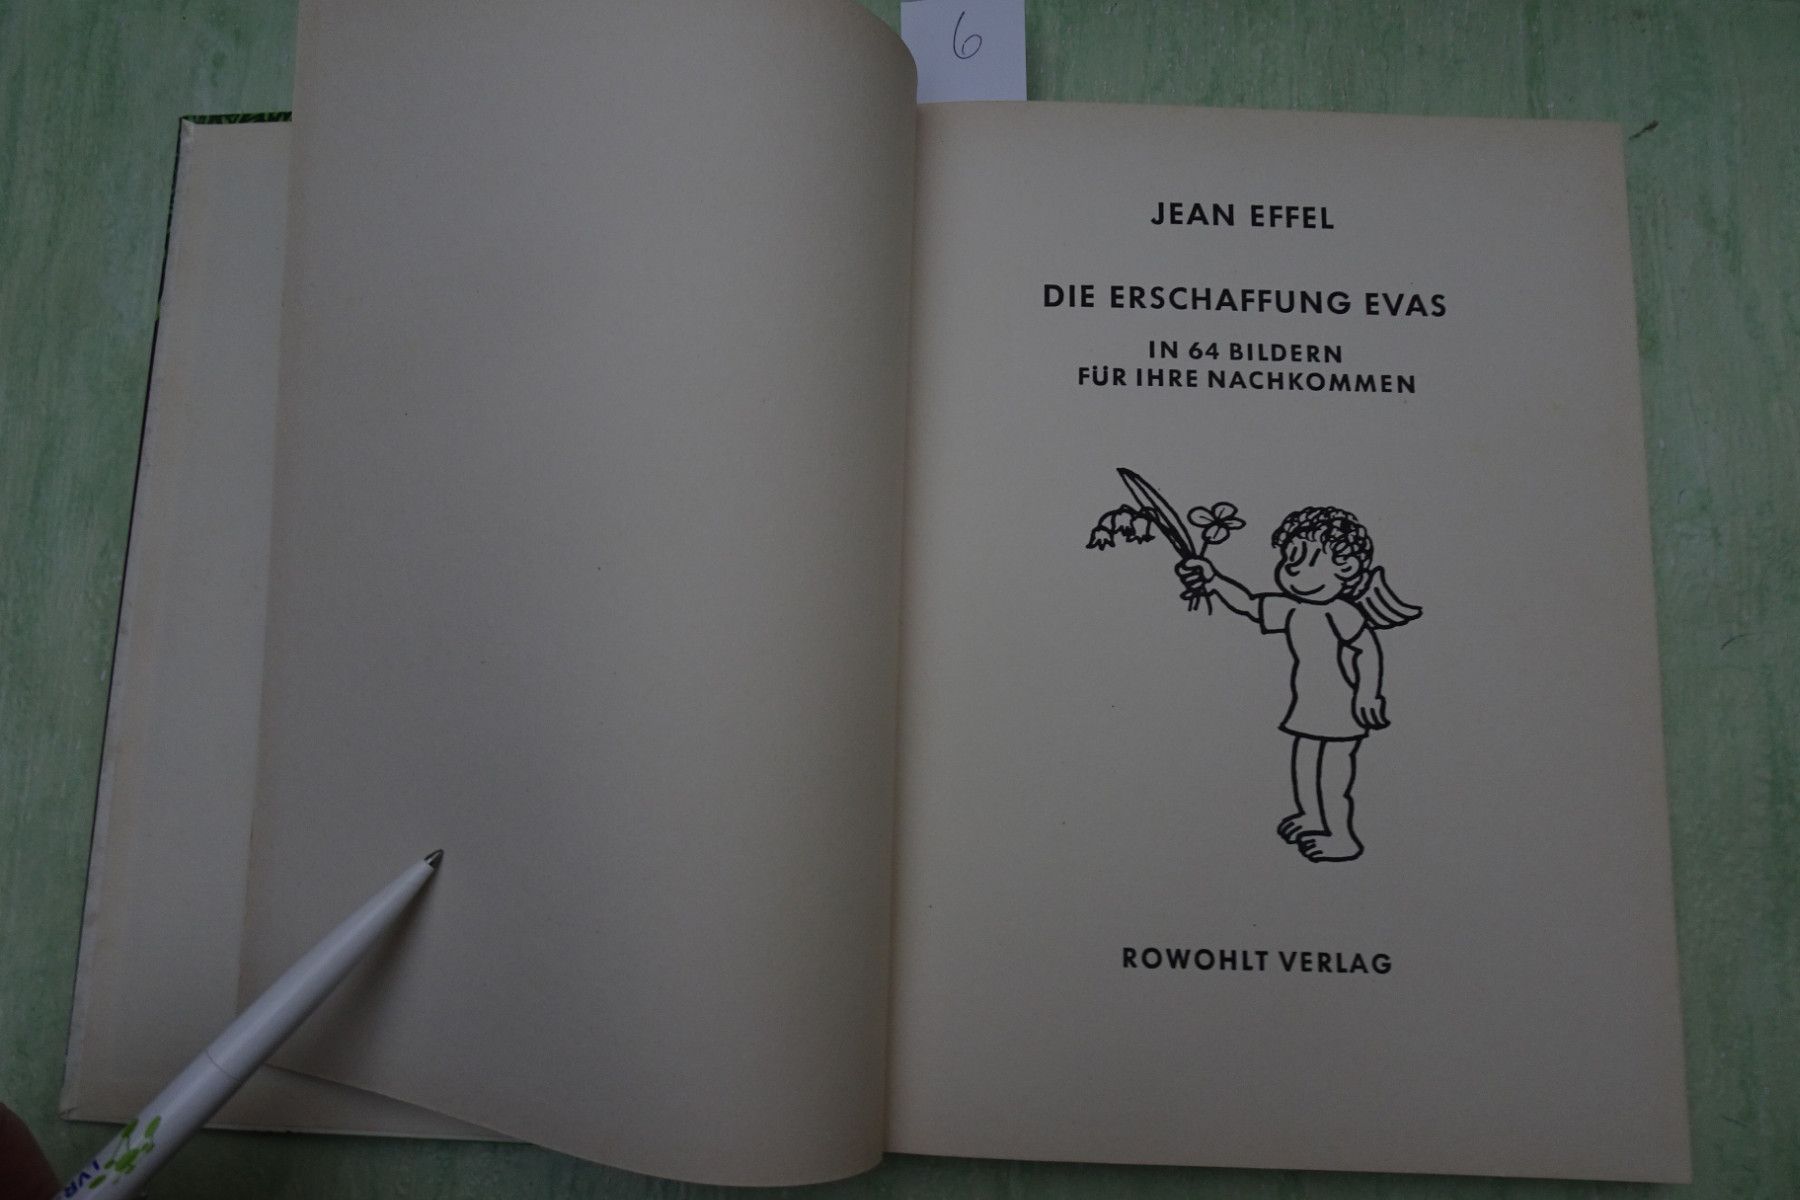 6
JEAN EFFEL
DIE ERSCHAFFUNG EVAS
IN 64 BILDERN
FÜR IHRE NACHKOMMEN
ROWOHLT VERLAG